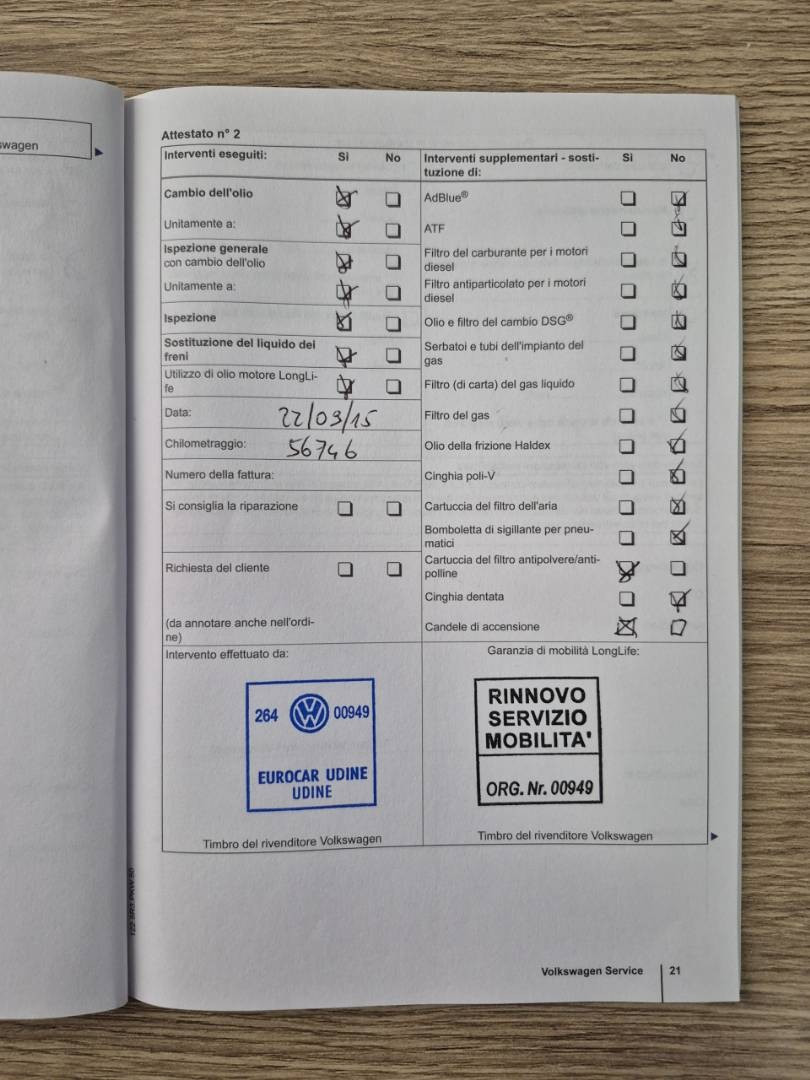 swagen
Attestato n° 2
Interventi eseguiti: Sì No
Cambio dell'olio
Unitamente a:
Ispezione generale
con cambio dell'olio
Unitamente a:
Ispezione
Sostituzione del liquido dei
freni
Utilizzo di olio motore LongLi-
fe
Data: 22/09/15
Chilometraggio: 56746
Numero della fattura:
Si consiglia la riparazione
Richiesta del cliente
(da annotare anche nell'ordi-
ne)
Interventi supplementari - sosti- Sì No
tuzione di:
AdBlue®
ATF
Filtro del carburante per i motori
diesel
Filtro antiparticolato per i motori
diesel
Olio e filtro del cambio DSG®
Serbatoi e tubi dell'impianto del
gas
Filtro (di carta) del gas liquido
Filtro del gas
Olio della frizione Haldex
Cinghia poli-V
Cartuccia del filtro dell'aria
Bomboletta di sigillante per pneu-
matici
Cartuccia del filtro antipolvere/anti-
polline
Cinghia dentata
Candele di accensione
Intervento effettuato da:
264 00949
EUROCAR UDINE
UDINE
Timbro del rivenditore Volkswagen
Garanzia di mobilità LongLife:
RINNOVO
SERVIZIO
MOBILITA'
ORG. Nr. 00949
Timbro del rivenditore Volkswagen
Volkswagen Service 21